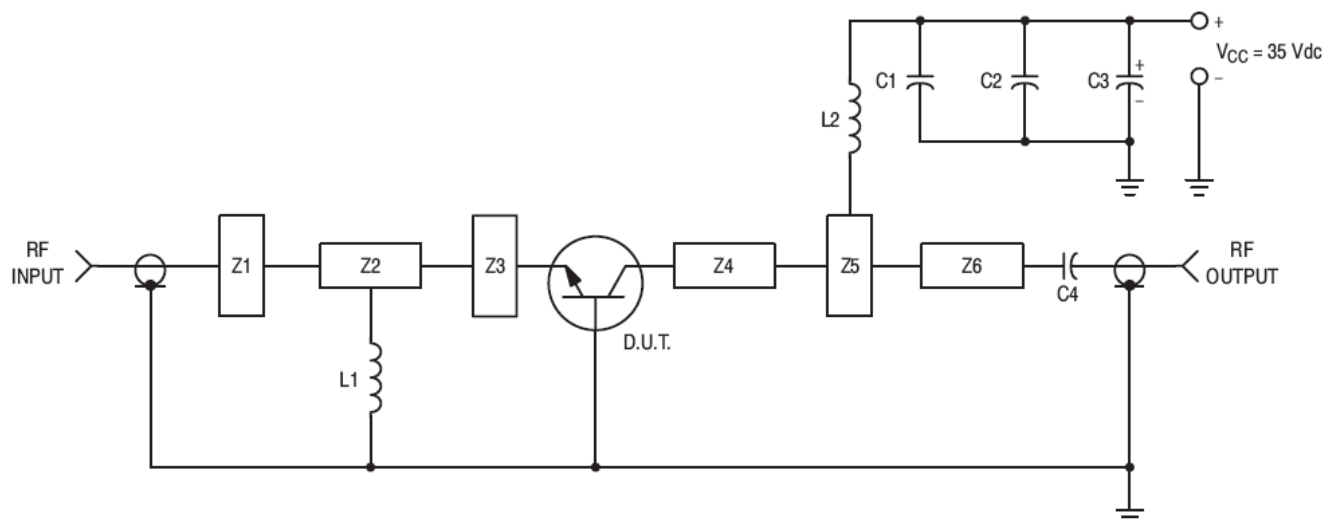 +
V_CC = 35 Vdc
C1
C2
+
C3
–
–
L2
RF
INPUT
Z1
Z2
Z3
Z4
Z5
Z6
RF
OUTPUT
C4
D.U.T.
L1